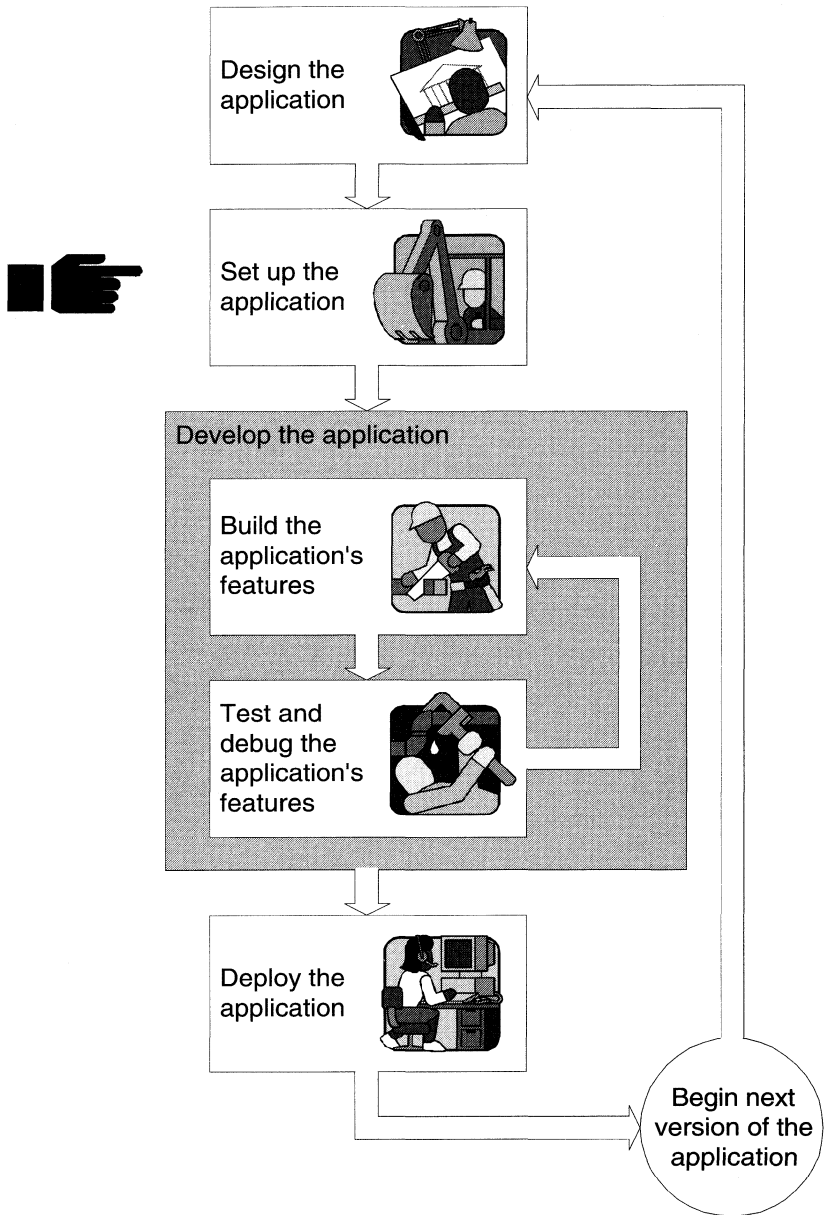 Design the
application
Set up the
application
Develop the application
Build the
application's
features
Test and
debug the
application's
features
Deploy the
application
Begin next
version of the
application